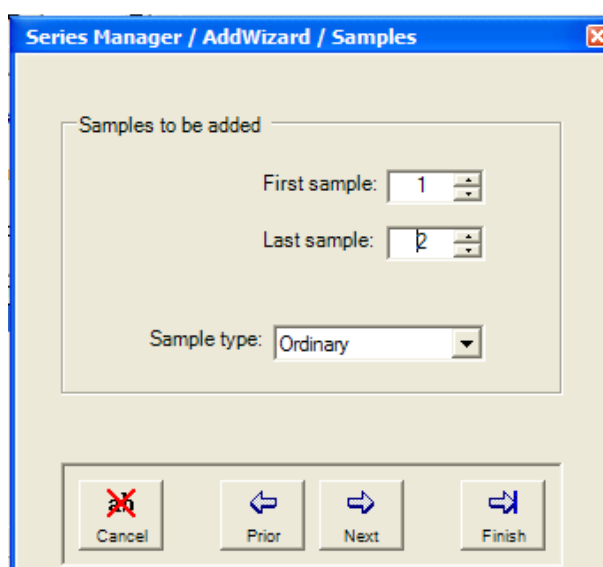 Series Manager / AddWizard / Samples
Samples to be added
First sample: 1
Last sample: 2
Sample type: Ordinary
ab
Cancel Prior Next Finish